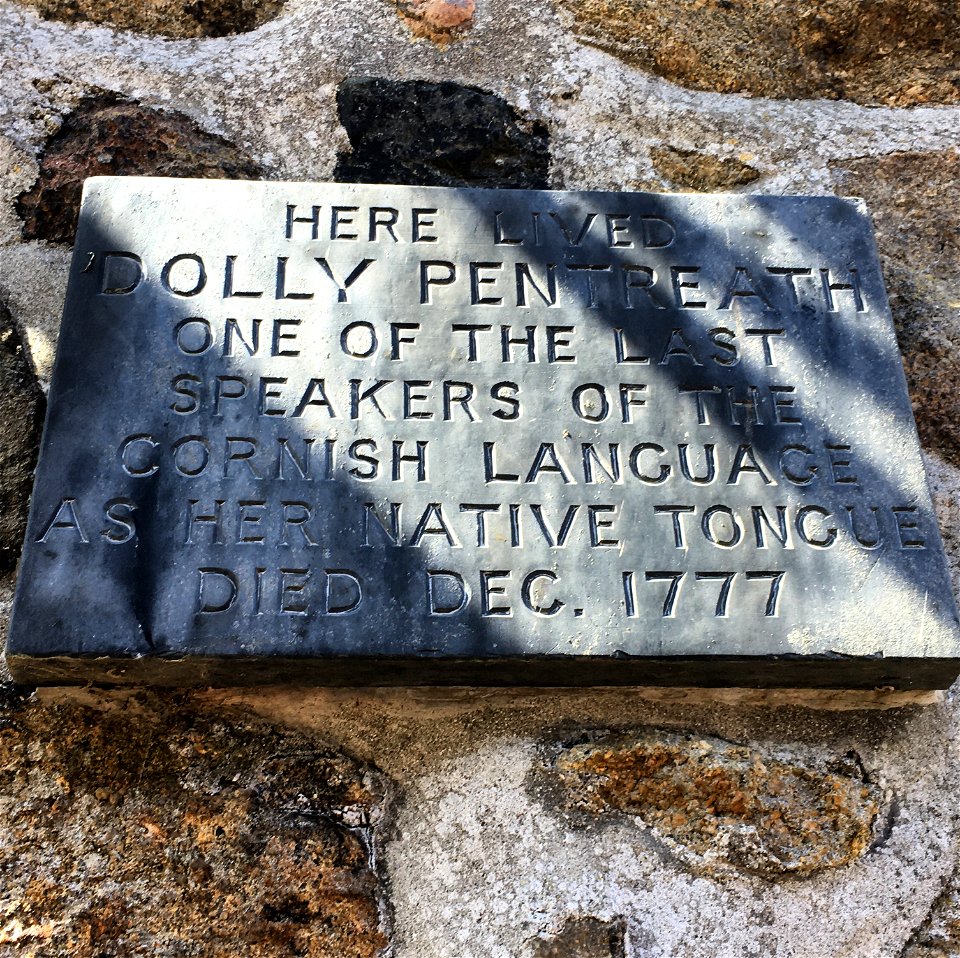 HERE LIVED
'DOLLY PENTREATH
ONE OF THE LAST
SPEAKERS OF THE
CORNISH LANGUAGE
AS HER NATIVE TONGUE
DIED DEC. 1777